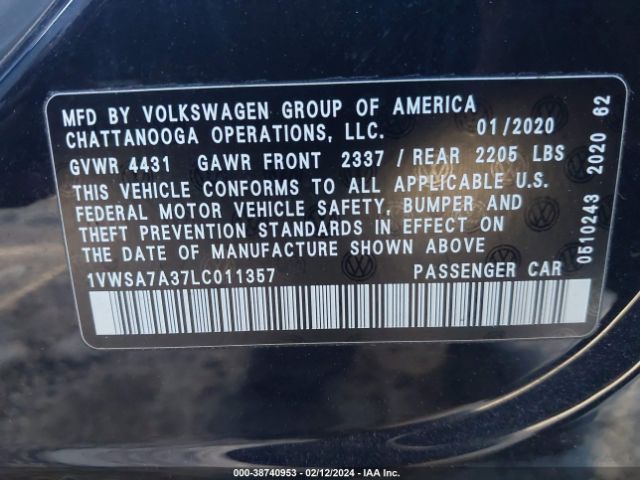 MFD BY VOLKSWAGEN GROUP OF AMERICA
CHATTANOOGA OPERATIONS, LLC. 01/2020
GVWR 4431 GAWR FRONT 2337 / REAR 2205 LBS
THIS VEHICLE CONFORMS TO ALL APPLICABLE U.S.
FEDERAL MOTOR VEHICLE SAFETY, BUMPER AND
THEFT PREVENTION STANDARDS IN EFFECT ON
THE DATE OF MANUFACTURE SHOWN ABOVE
1VWSA7A37LC011357 PASSENGER CAR
0510243 2020 62
000-38740953 - 02/12/2024 - IAA Inc.